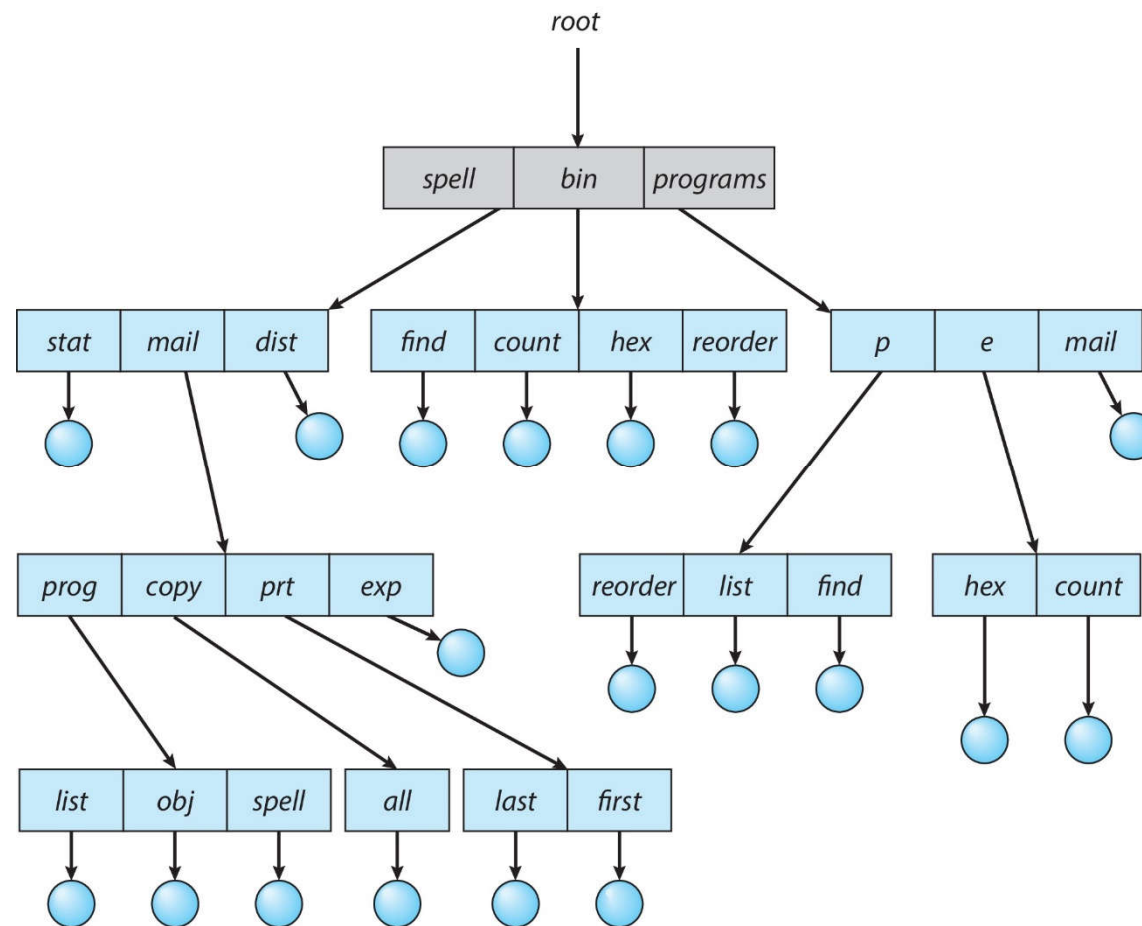 root
spell bin programs
stat mail dist find count hex reorder p e mail
prog copy prt exp reorder list find hex count
list obj spell all last first